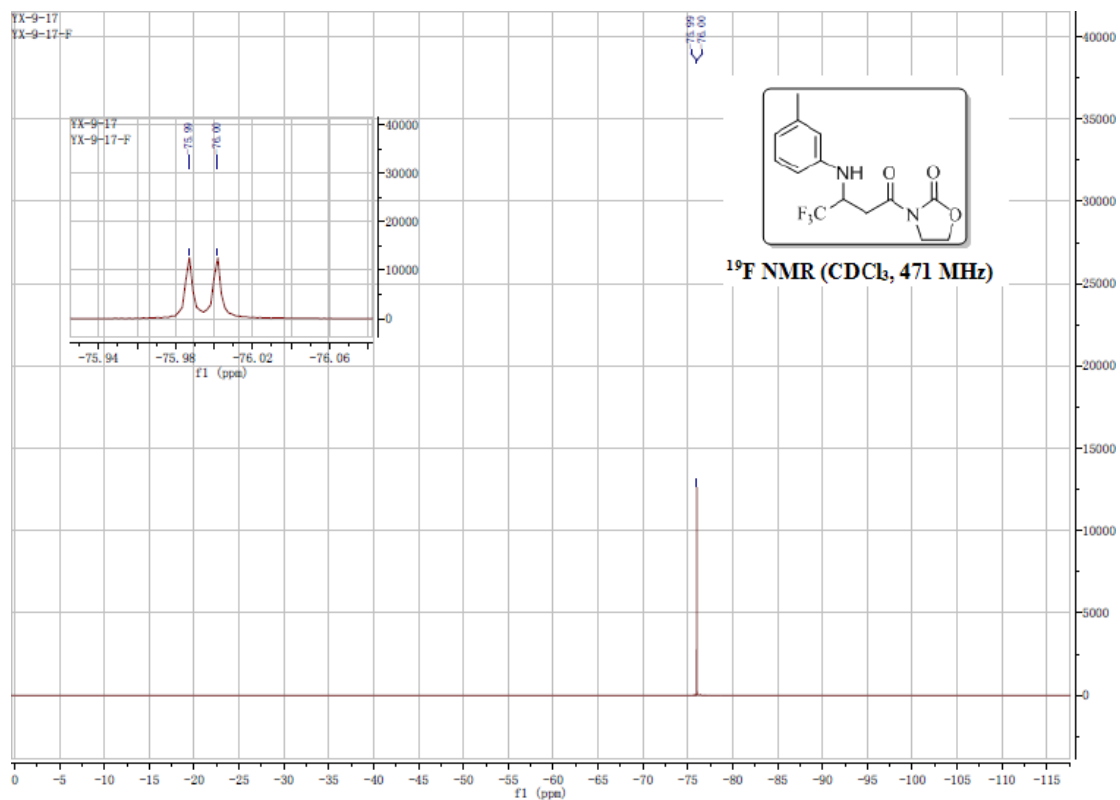 YX-9-17
YX-9-17-F
-75.99
-76.00
40000
35000
30000
25000
20000
15000
10000
5000
0
YX-9-17
YX-9-17-F
-75.99
-76.00
40000
30000
20000
10000
0
-75.94 -75.98 -76.02 -76.06
f1 (ppm)
NH O O
F₃C N O
¹⁹F NMR (CDCl₃, 471 MHz)
0 -5 -10 -15 -20 -25 -30 -35 -40 -45 -50 -55 -60 -65 -70 -75 -80 -85 -90 -95 -100 -105 -110 -115
f1 (ppm)